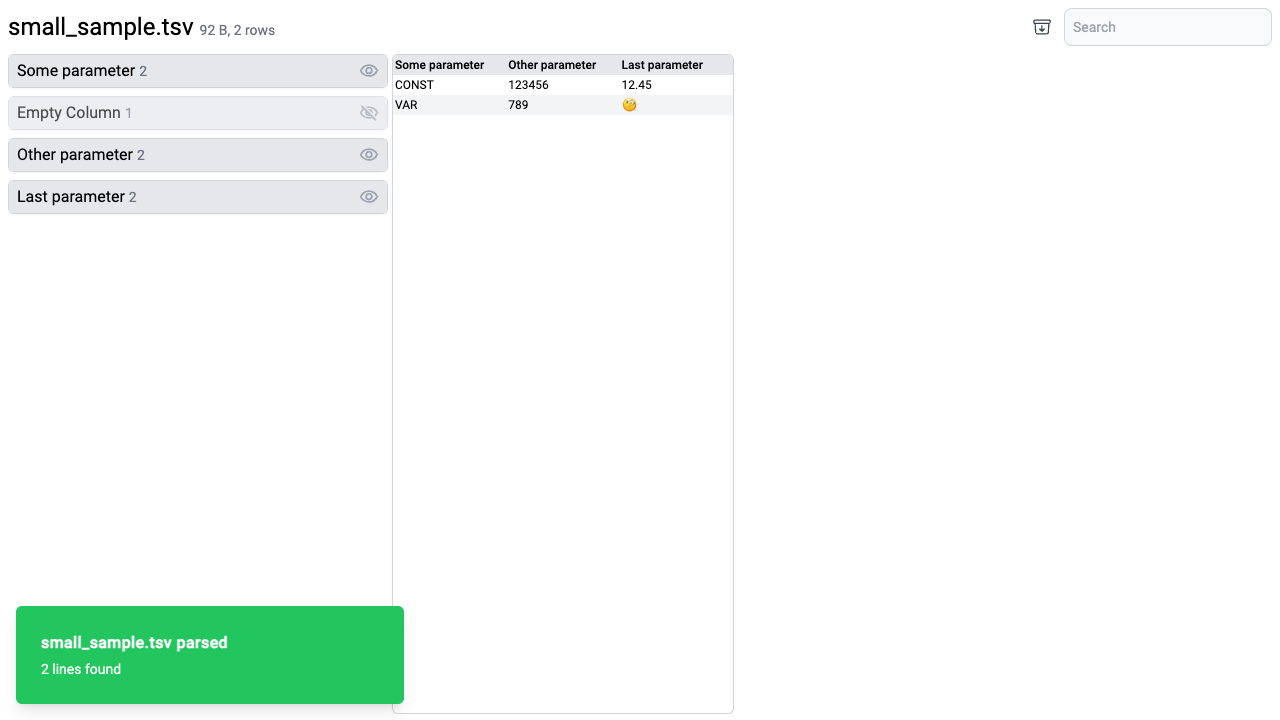 small_sample.tsv 92 B, 2 rows
Search
Some parameter 2
Empty Column 1
Other parameter 2
Last parameter 2
Some parameter Other parameter Last parameter
CONST 123456 12.45
VAR 789 🧐
small_sample.tsv parsed
2 lines found